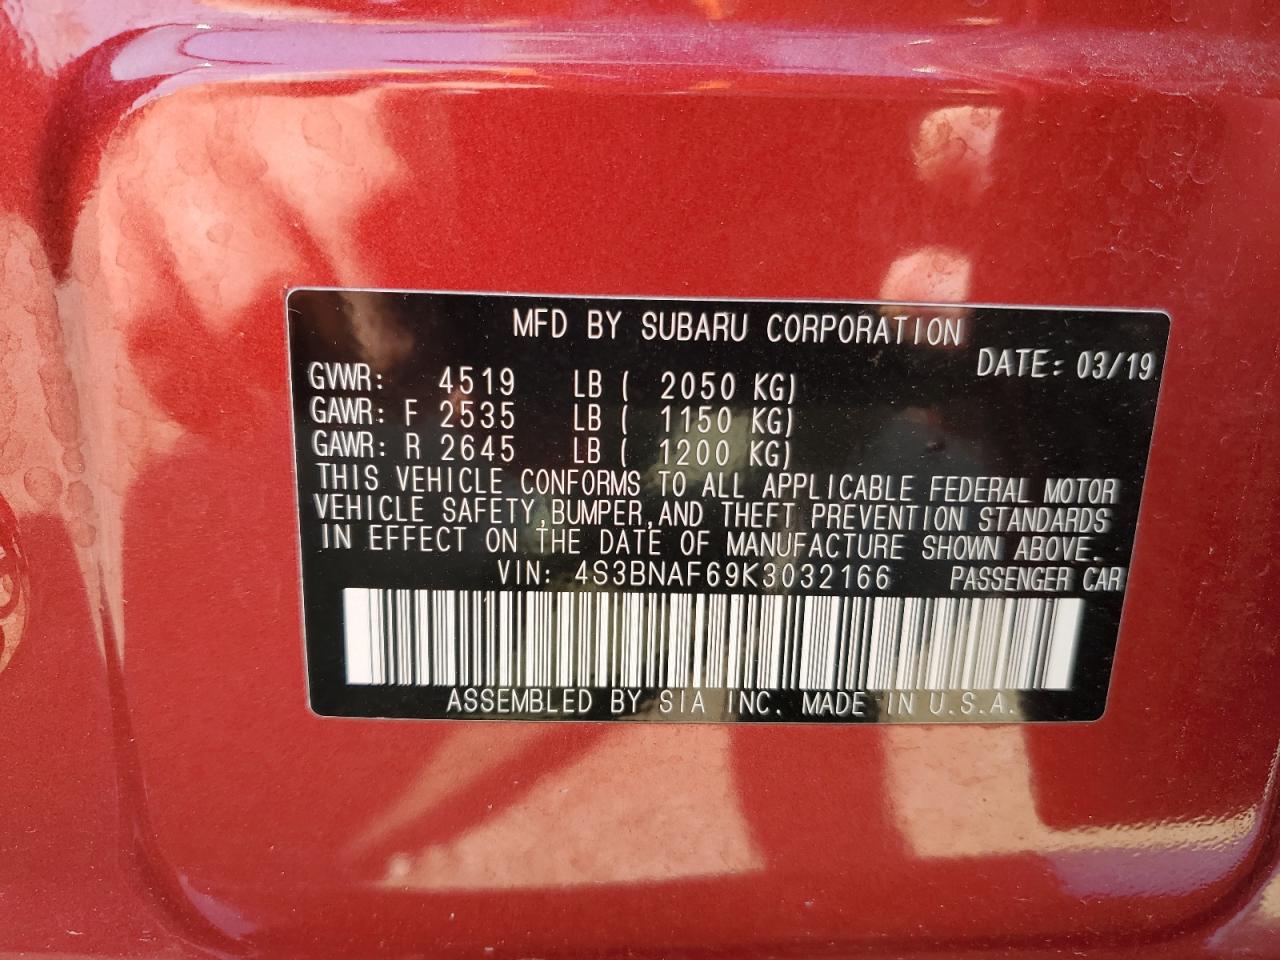 MFD BY SUBARU CORPORATION
DATE: 03/19
GVWR: 4519 LB ( 2050 KG)
GAWR: F 2535 LB ( 1150 KG)
GAWR: R 2645 LB ( 1200 KG)
THIS VEHICLE CONFORMS TO ALL APPLICABLE FEDERAL MOTOR
VEHICLE SAFETY,BUMPER,AND THEFT PREVENTION STANDARDS
IN EFFECT ON THE DATE OF MANUFACTURE SHOWN ABOVE.
VIN: 4S3BNAF69K3032166 PASSENGER CAR
ASSEMBLED BY SIA INC. MADE IN U.S.A.